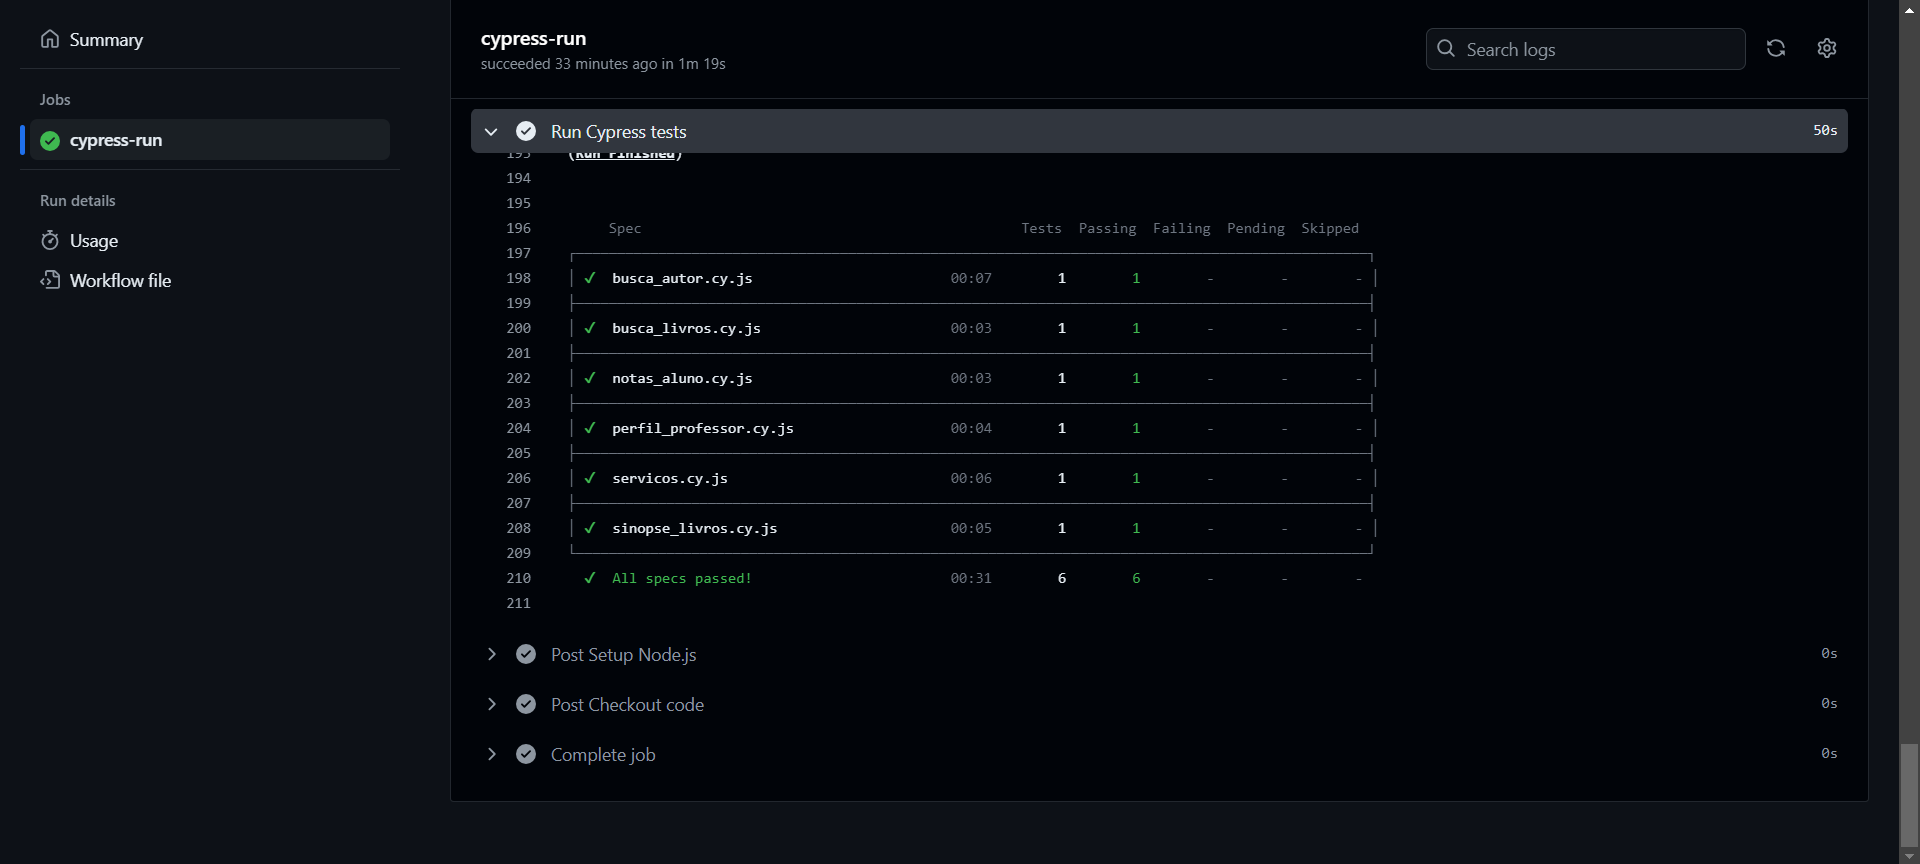 Summary
Jobs
cypress-run
Run details
Usage
Workflow file
cypress-run
succeeded 33 minutes ago in 1m 19s
Search logs
Run Cypress tests 50s
193 (Run Finished)
194
195
196 Spec Tests Passing Failing Pending Skipped
197
198 ✓ busca_autor.cy.js 00:07 1 1 - - -
199
200 ✓ busca_livros.cy.js 00:03 1 1 - - -
201
202 ✓ notas_aluno.cy.js 00:03 1 1 - - -
203
204 ✓ perfil_professor.cy.js 00:04 1 1 - - -
205
206 ✓ servicos.cy.js 00:06 1 1 - - -
207
208 ✓ sinopse_livros.cy.js 00:05 1 1 - - -
209
210 ✓ All specs passed! 00:31 6 6 - - -
211
Post Setup Node.js 0s
Post Checkout code 0s
Complete job 0s